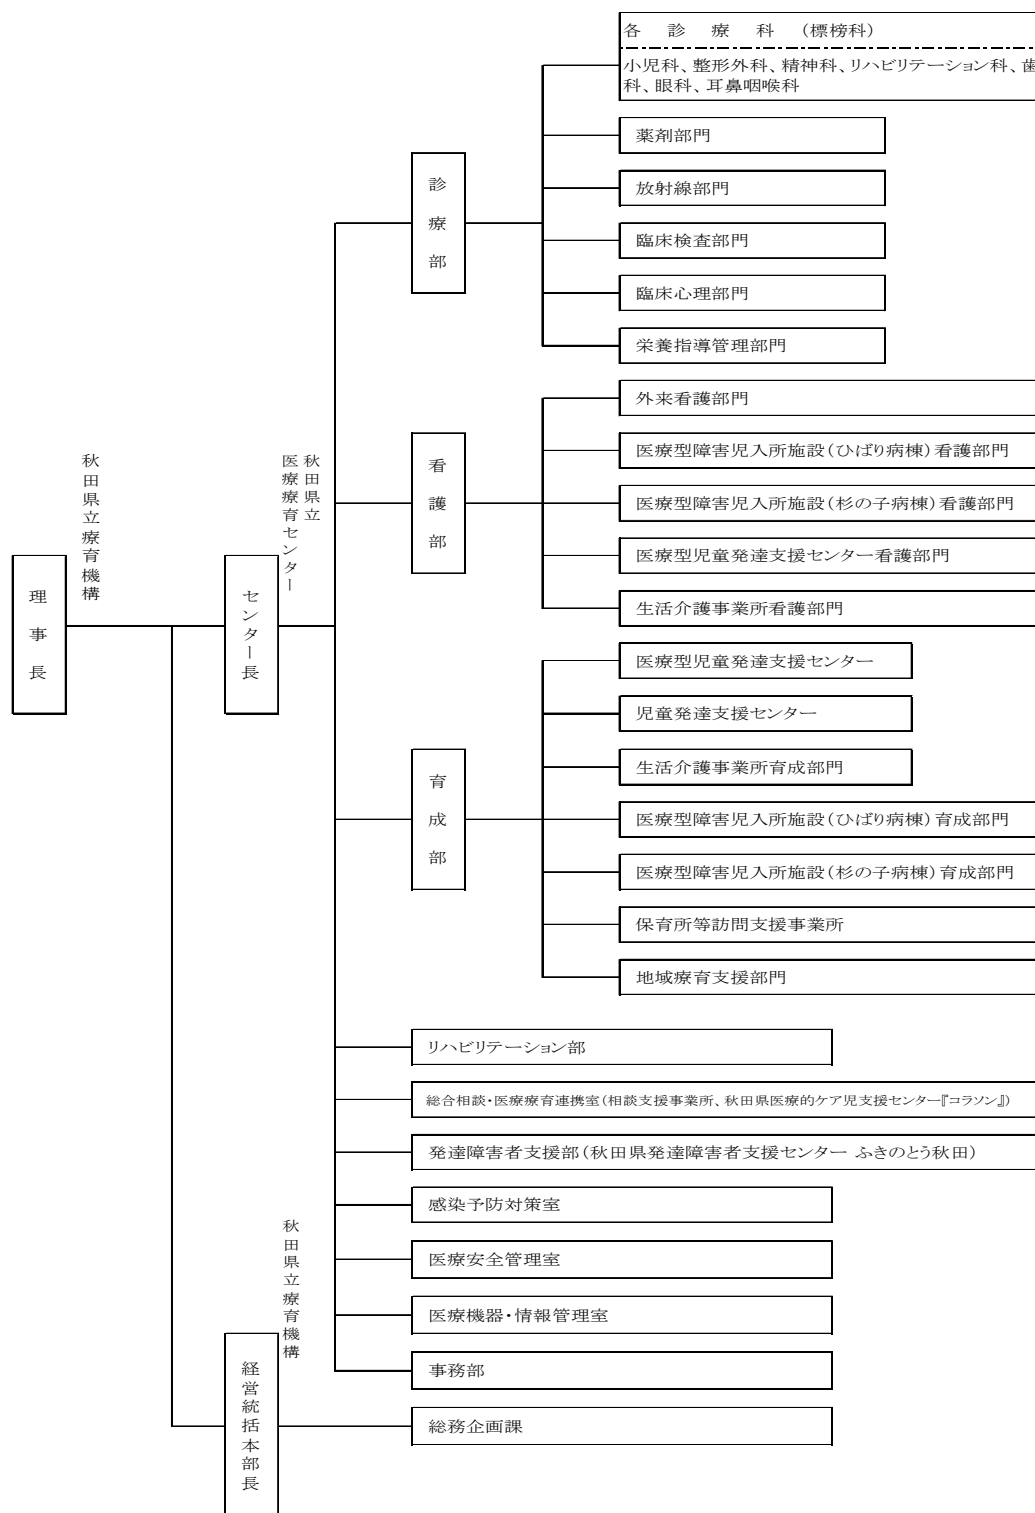 各 診 療 科 (標榜科)
小児科、整形外科、精神科、リハビリテーション科、歯
科、眼科、耳鼻咽喉科
薬剤部門
放射線部門
臨床検査部門
臨床心理部門
栄養指導管理部門
診療部
外来看護部門
医療型障害児入所施設(ひばり病棟)看護部門
医療型障害児入所施設(杉の子病棟)看護部門
医療型児童発達支援センター看護部門
生活介護事業所看護部門
看護部
秋田県立療育機構
理事長
秋田県立
医療療育センター
センター長
医療型児童発達支援センター
児童発達支援センター
生活介護事業所育成部門
医療型障害児入所施設(ひばり病棟)育成部門
医療型障害児入所施設(杉の子病棟)育成部門
保育所等訪問支援事業所
地域療育支援部門
育成部
リハビリテーション部
総合相談・医療療育連携室(相談支援事業所、秋田県医療的ケア児支援センター『コラソン』)
発達障害者支援部(秋田県発達障害者支援センター ふきのとう秋田)
感染予防対策室
医療安全管理室
医療機器・情報管理室
事務部
秋田県立療育機構
経営統括本部長
総務企画課